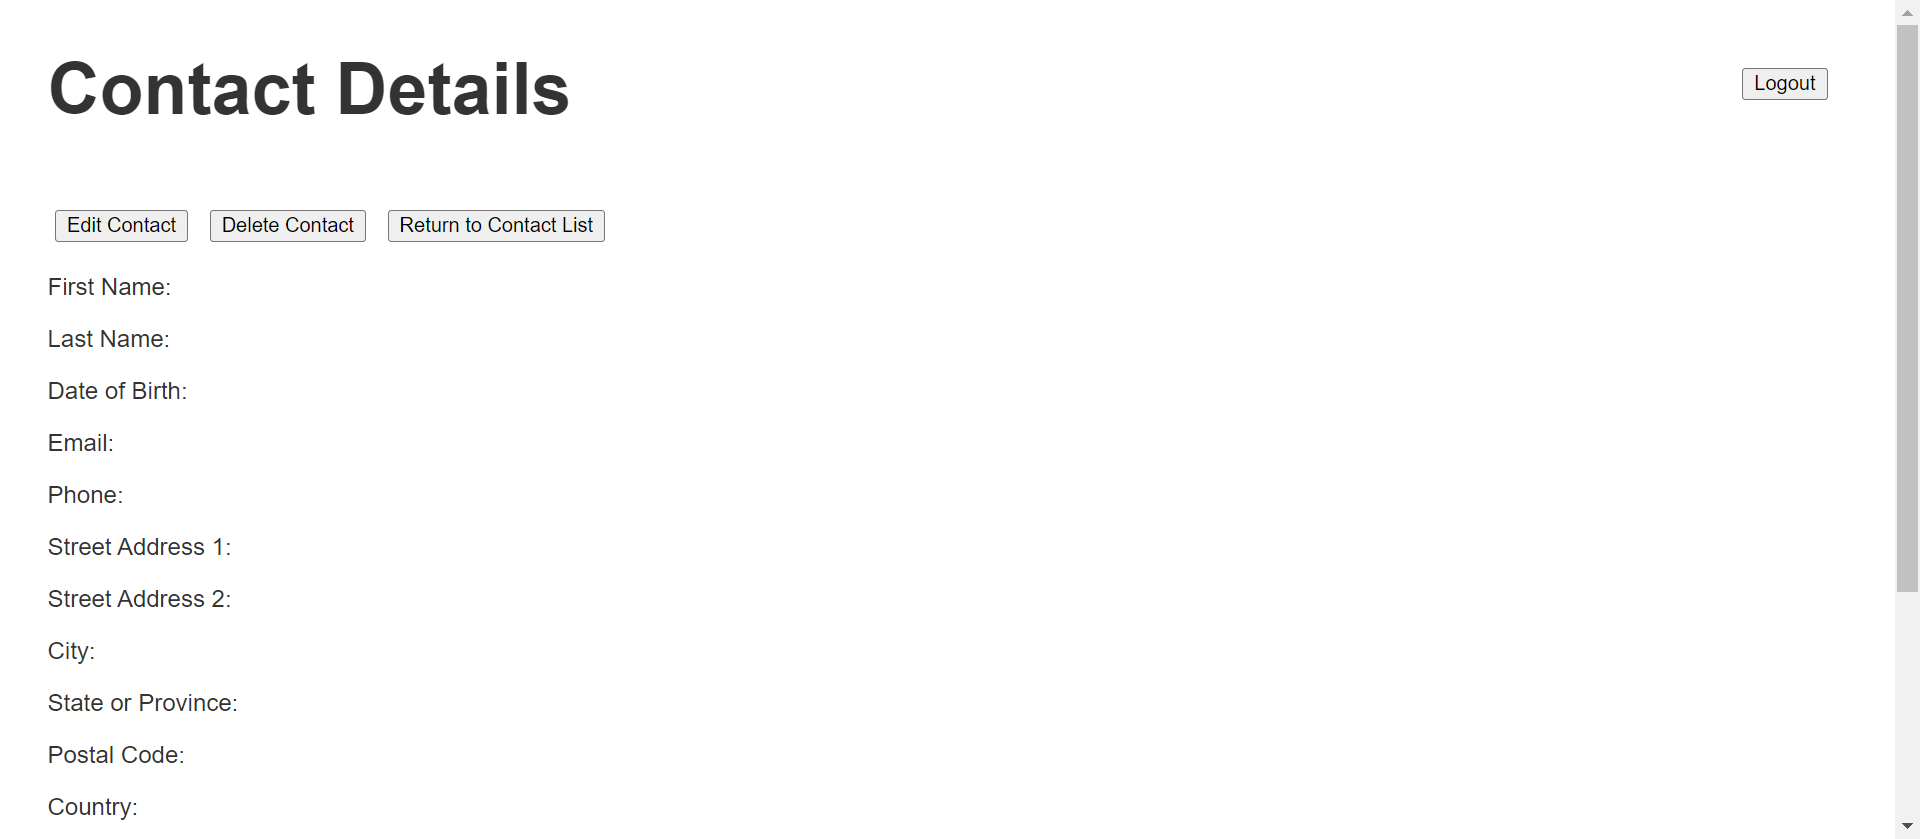 Contact Details
Logout
Edit Contact Delete Contact Return to Contact List
First Name:
Last Name:
Date of Birth:
Email:
Phone:
Street Address 1:
Street Address 2:
City:
State or Province:
Postal Code:
Country: